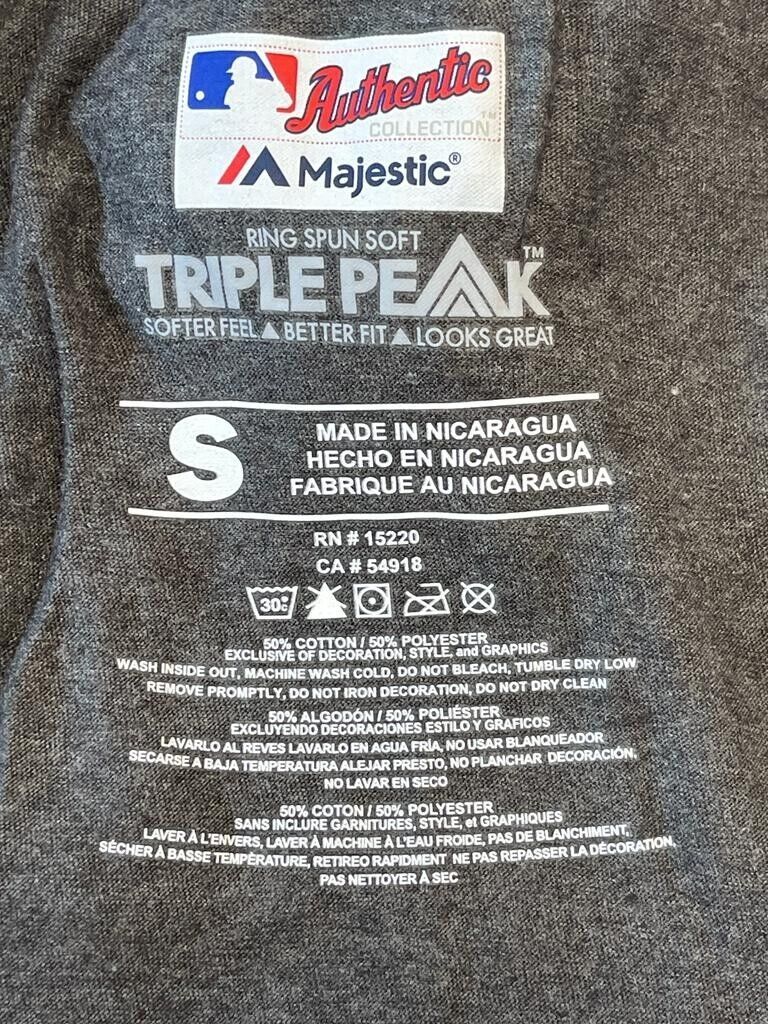 Authentic
COLLECTION™
Majestic®
RING SPUN SOFT
TRIPLE PEAK™
SOFTER FEEL▲BETTER FIT▲LOOKS GREAT
S
MADE IN NICARAGUA
HECHO EN NICARAGUA
FABRIQUE AU NICARAGUA
RN # 15220
CA # 54918
30c
50% COTTON / 50% POLYESTER
EXCLUSIVE OF DECORATION, STYLE, and GRAPHICS
WASH INSIDE OUT, MACHINE WASH COLD, DO NOT BLEACH, TUMBLE DRY LOW
REMOVE PROMPTLY, DO NOT IRON DECORATION, DO NOT DRY CLEAN
50% ALGODÓN / 50% POLIÉSTER
EXCLUYENDO DECORACIONES ESTILO Y GRAFICOS
LAVARLO AL REVES LAVARLO EN AGUA FRÍA, NO USAR BLANQUEADOR
SECARSE A BAJA TEMPERATURA ALEJAR PRESTO, NO PLANCHAR DECORACIÓN,
NO LAVAR EN SECO
50% COTON / 50% POLYESTER
SANS INCLURE GARNITURES, STYLE, et GRAPHIQUES
LAVER À L'ENVERS, LAVER À MACHINE À L'EAU FROIDE, PAS DE BLANCHIMENT,
SÉCHER À BASSE TEMPÉRATURE, RETIREO RAPIDMENT NE PAS REPASSER LA DÉCORATION,
PAS NETTOYER À SEC